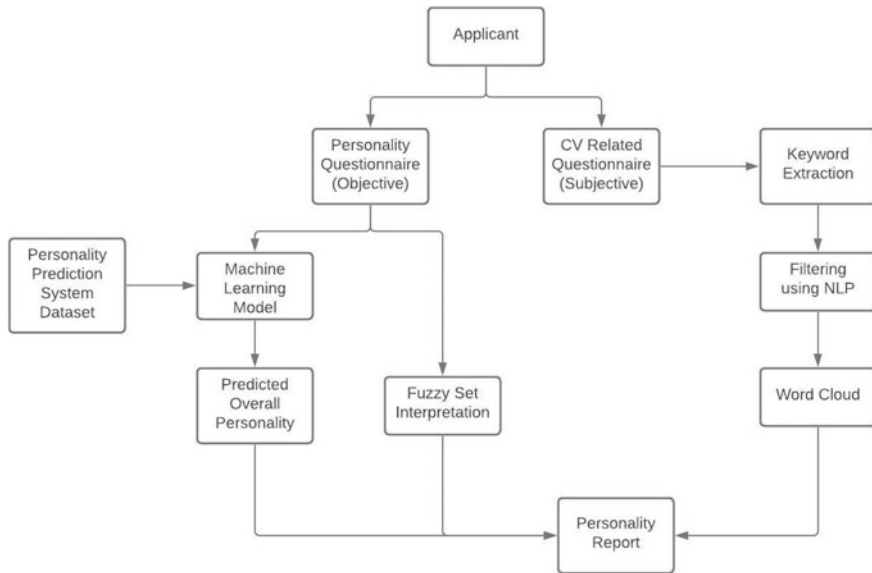 Applicant
Personality
Questionnaire
(Objective)
CV Related
Questionnaire
(Subjective)
Keyword
Extraction
Personality
Prediction
System
Dataset
Machine
Learning
Model
Filtering
using NLP
Predicted
Overall
Personality
Fuzzy Set
Interpretation
Word Cloud
Personality
Report